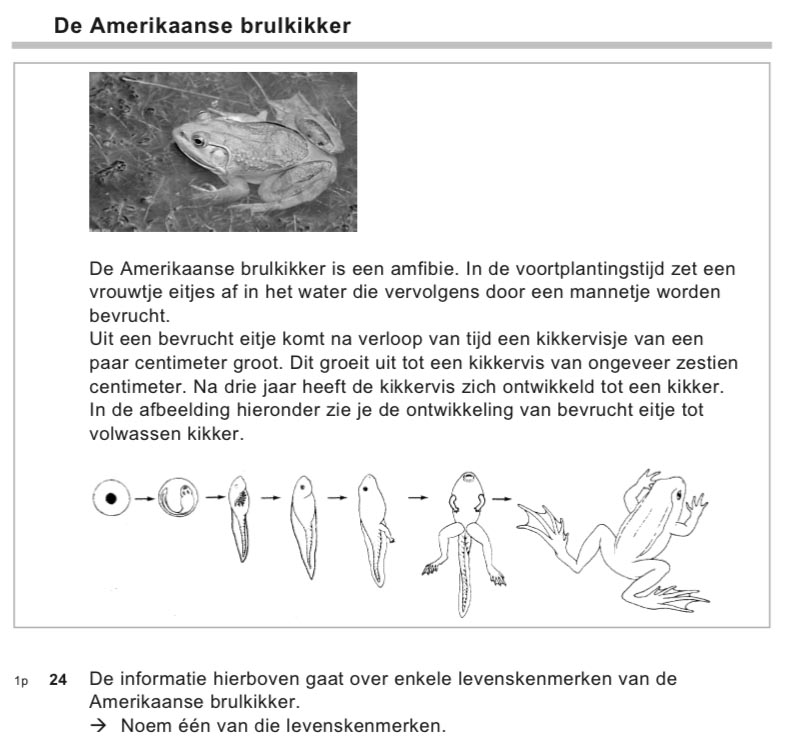 De Amerikaanse brulkikker
De Amerikaanse brulkikker is een amfibie. In de voortplantingstijd zet een
vrouwtje eitjes af in het water die vervolgens door een mannetje worden
bevrucht.
Uit een bevrucht eitje komt na verloop van tijd een kikkervisje van een
paar centimeter groot. Dit groeit uit tot een kikkervis van ongeveer zestien
centimeter. Na drie jaar heeft de kikkervis zich ontwikkeld tot een kikker.
In de afbeelding hieronder zie je de ontwikkeling van bevrucht eitje tot
volwassen kikker.
1p 24 De informatie hierboven gaat over enkele levenskenmerken van de
Amerikaanse brulkikker.
→ Noem één van die levenskenmerken.